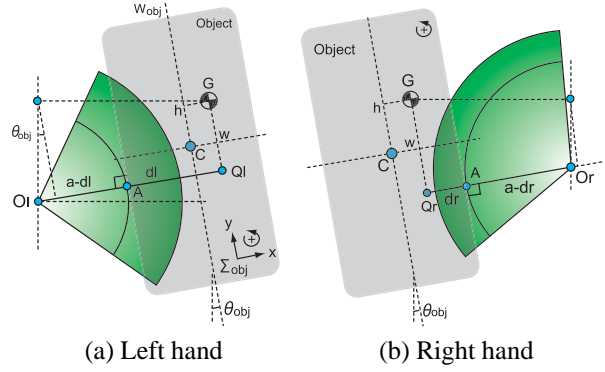 Wobj
Object
G
h
θobj
w
C
dl
Ql
a-dl
A
Ol
y
x
Σobj
θobj
(a) Left hand
Object
G
h
w
C
A
Or
Qr
dr
a-dr
θobj
(b) Right hand